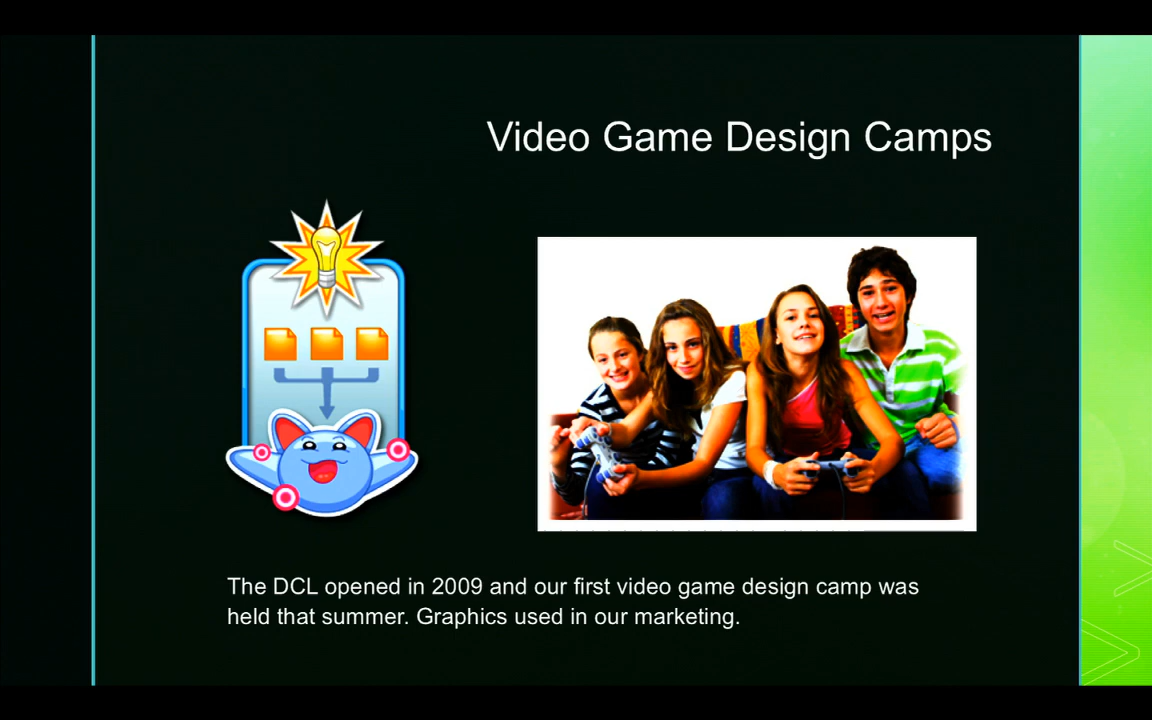 Video Game Design Camps
The DCL opened in 2009 and our first video game design camp was
held that summer. Graphics used in our marketing.